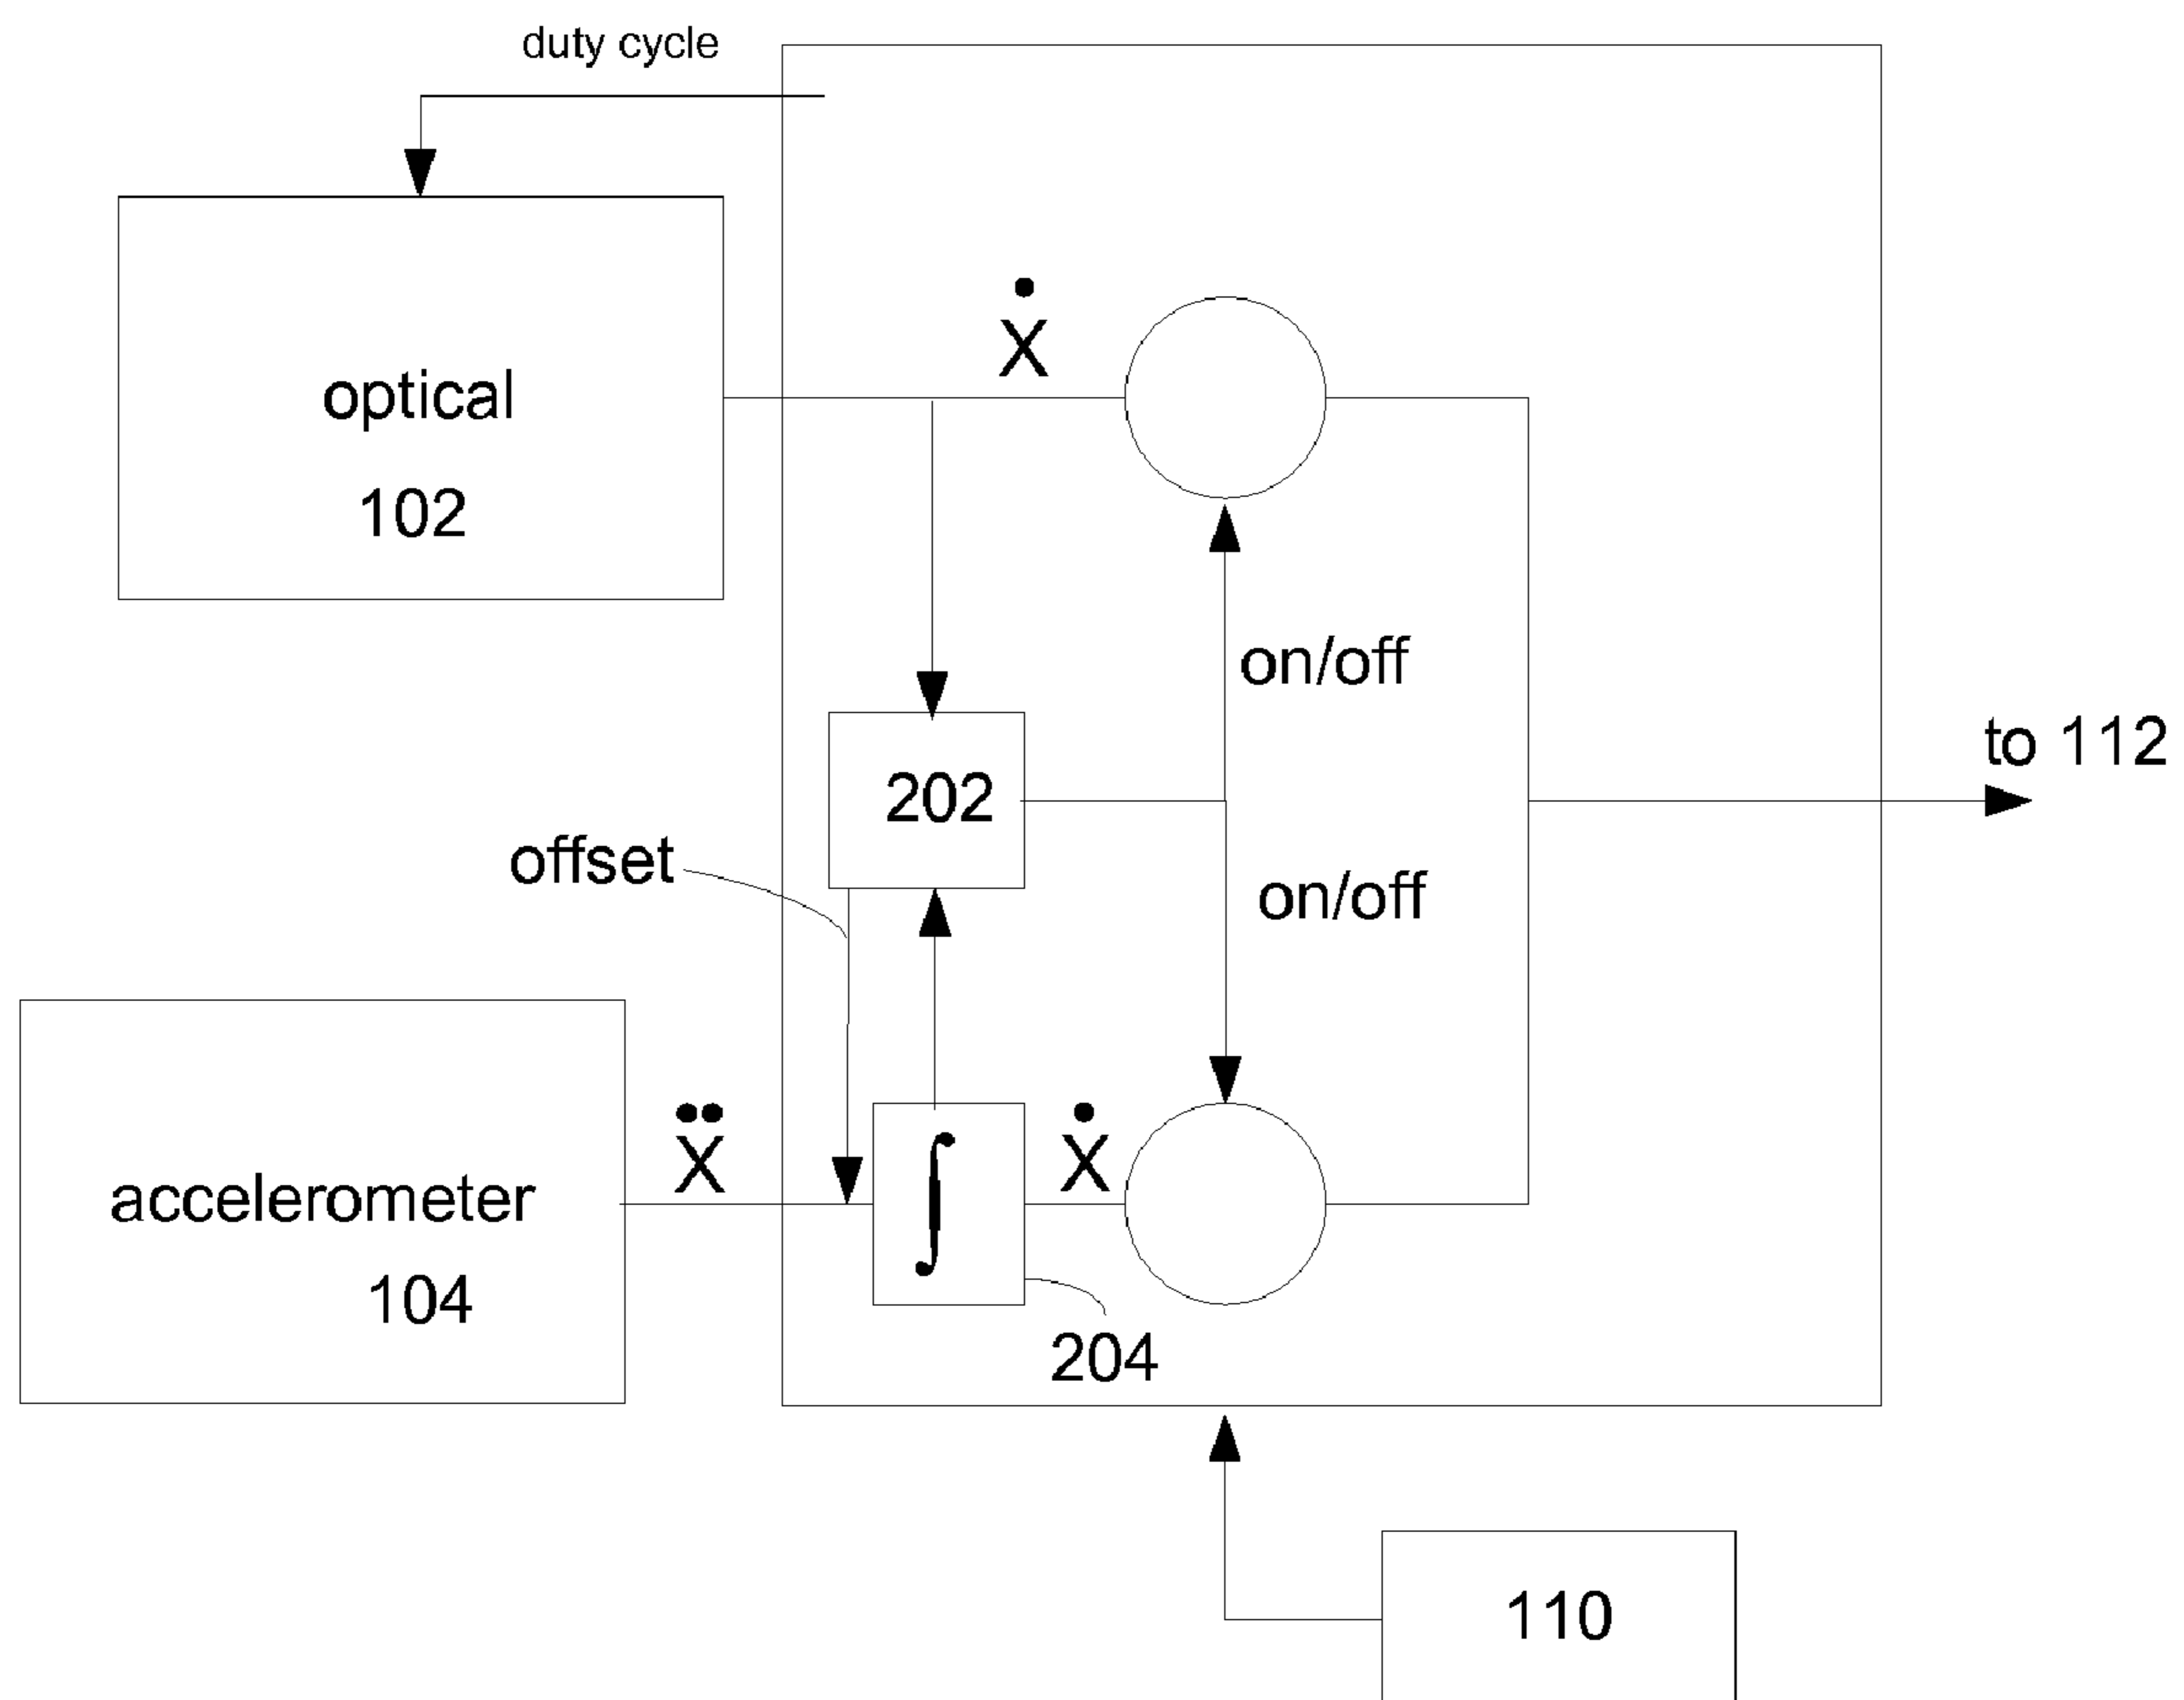 duty cycle
ẋ
optical
102
on/off
to 112
202
offset
on/off
ẍ
ẋ
∫
accelerometer
104
204
110